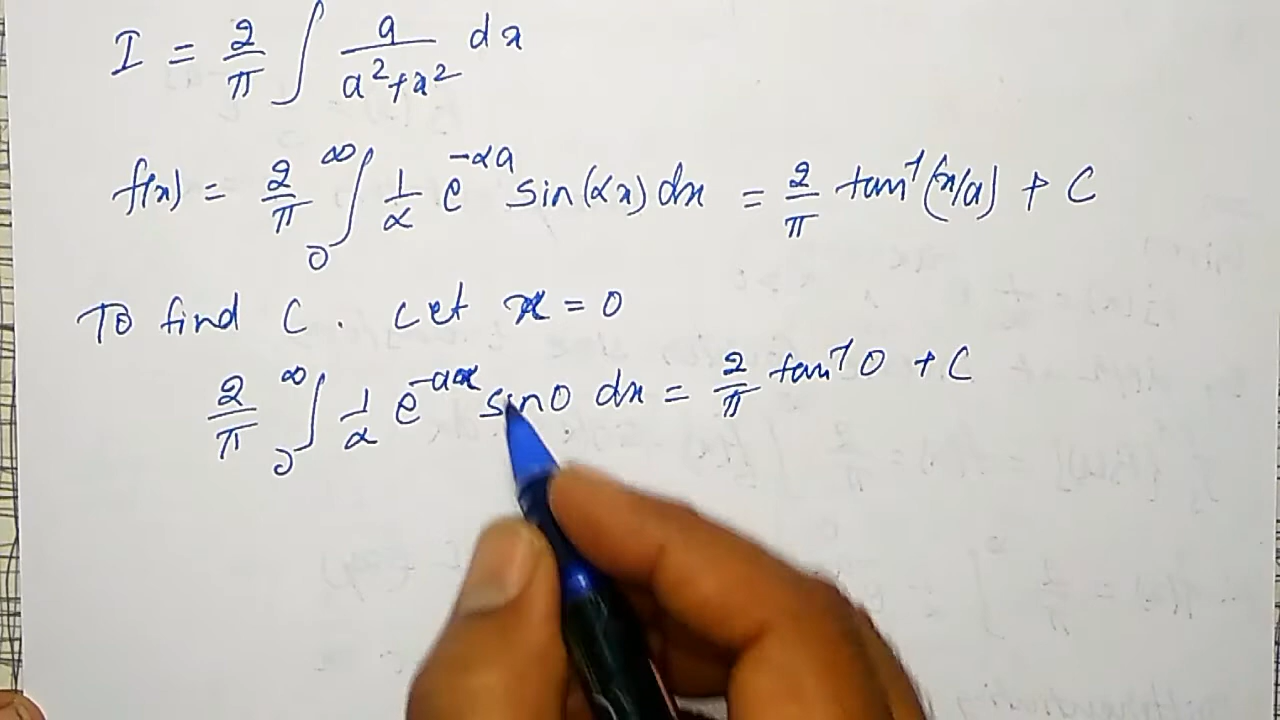 I = 2/π ∫ a/(a²+x²) dx
f(x) = 2/π ∫₀^∞ 1/α e^(-αa) sin(αx) dx = 2/π tan⁻¹(x/a) + C
To find C. Let x = 0
2/π ∫₀^∞ 1/α e^(-aα) sin0 dx = 2/π tan⁻¹0 + C